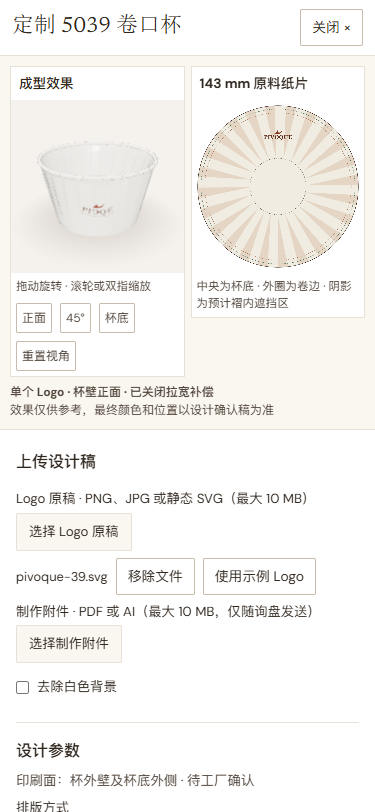 定制 5039 卷口杯
关闭 ×
成型效果
PIVOQUE
拖动旋转 · 滚轮或双指缩放
正面
45°
杯底
重置视角
143 mm 原料纸片
PIVOQUE
中央为杯底 · 外圈为卷边 · 阴影
为预计褶内遮挡区
单个 Logo · 杯壁正面 · 已关闭拉宽补偿
效果仅供参考，最终颜色和位置以设计确认稿为准
上传设计稿
Logo 原稿 · PNG、JPG 或静态 SVG（最大 10 MB）
选择 Logo 原稿
pivoque-39.svg
移除文件
使用示例 Logo
制作附件 · PDF 或 AI（最大 10 MB，仅随询盘发送）
选择制作附件
去除白色背景
设计参数
印刷面：杯外壁及杯底外侧 · 待工厂确认
排版方式